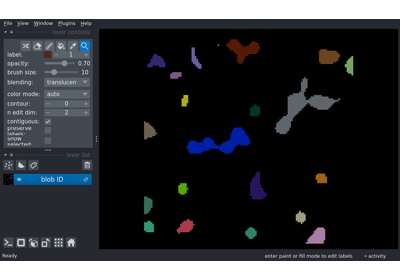 File View Window Plugins Help
layer controls
label: 1
opacity: 0.70
brush size: 10
blending: translucen
color mode: auto
contour: 0
n edit dim: 2
contiguous:
preserve
labels:
show
selected:
layer list
blob ID
Ready
enter paint or fill mode to edit labels
activity